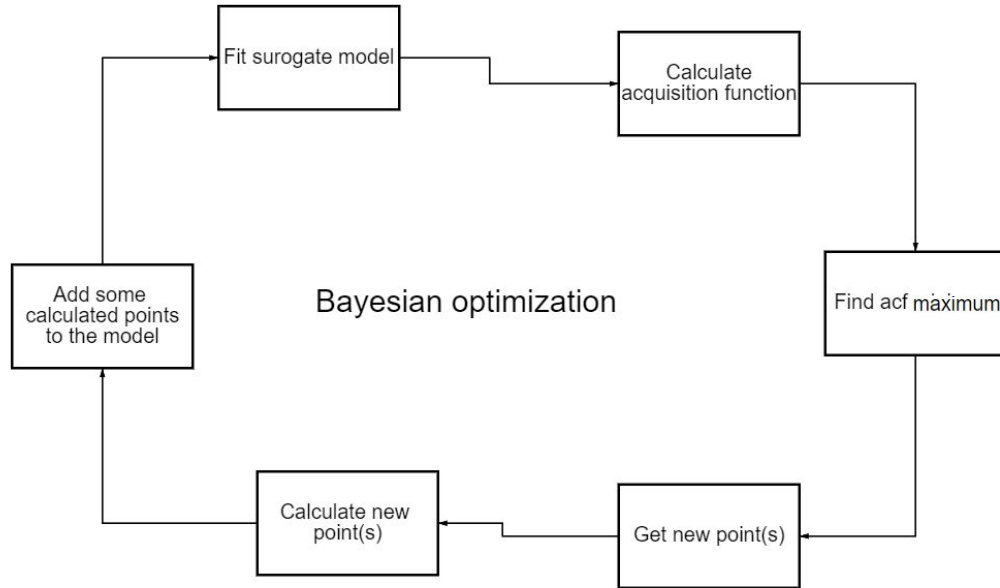 Fit surogate model
Calculate
acquisition function
Find acf maximum
Add some
calculated points
to the model
Bayesian optimization
Calculate new
point(s)
Get new point(s)